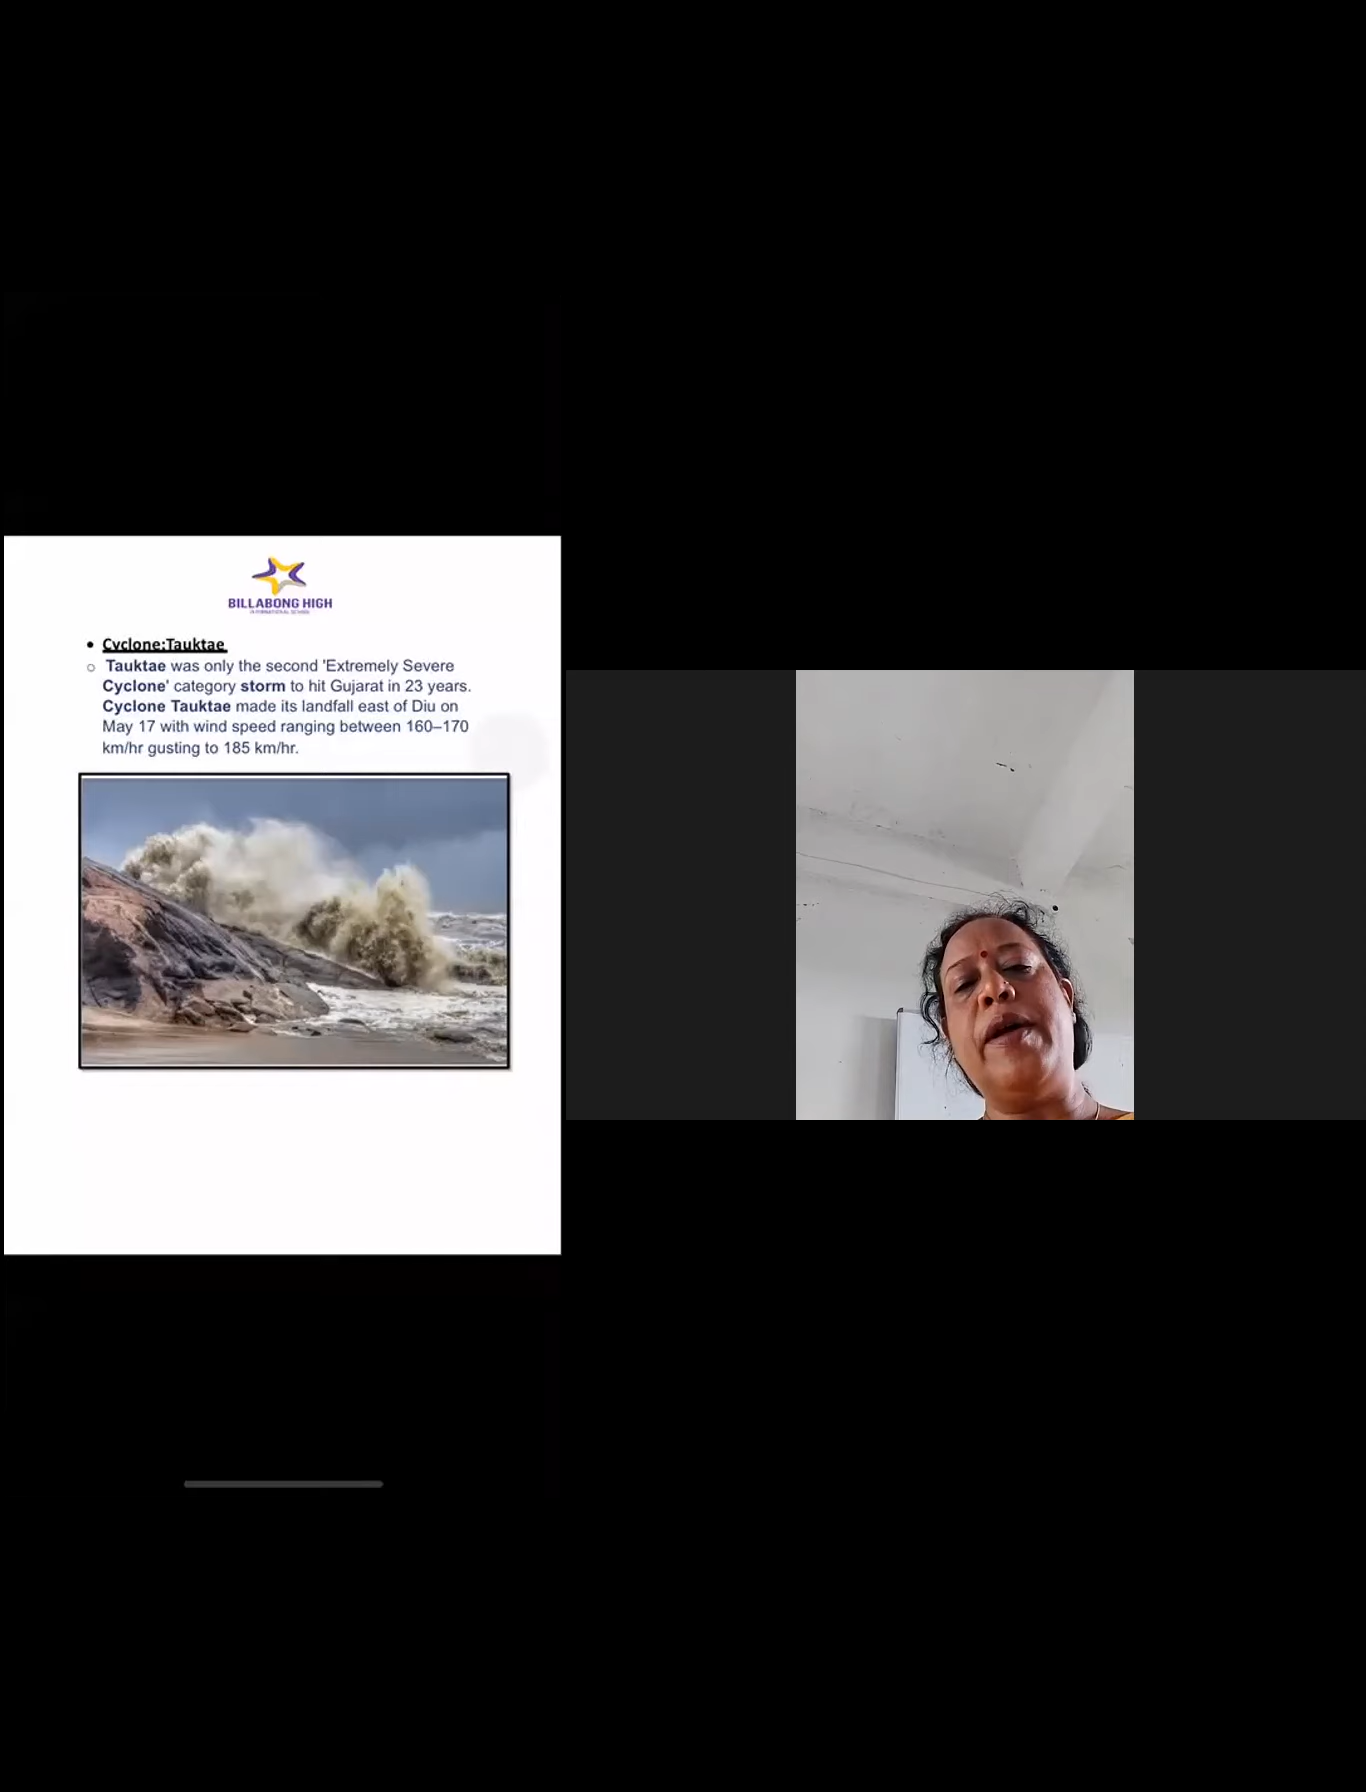 BILLABONG HIGH
INTERNATIONAL SCHOOL
• Cyclone:Tauktae
○ Tauktae was only the second 'Extremely Severe
Cyclone' category storm to hit Gujarat in 23 years.
Cyclone Tauktae made its landfall east of Diu on
May 17 with wind speed ranging between 160–170
km/hr gusting to 185 km/hr.